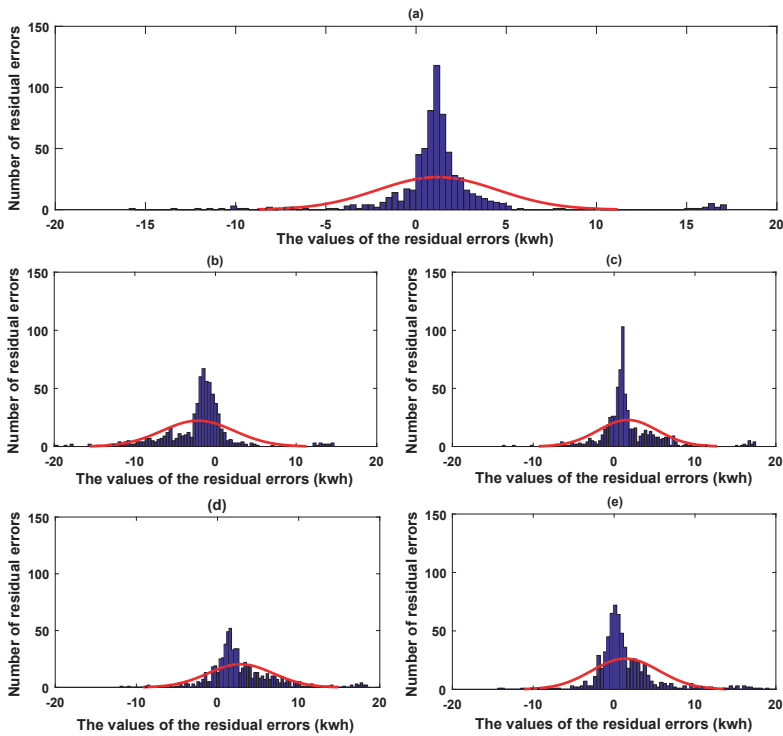 (a)
150
100
50
0
Number of residual errors
-20 -15 -10 -5 0 5 10 15 20
The values of the residual errors (kwh)
(b)
150
100
50
0
Number of residual errors
-20 -10 0 10 20
The values of the residual errors (kwh)
(c)
150
100
50
0
Number of residual errors
-20 -10 0 10 20
The values of the residual errors (kwh)
(d)
150
100
50
0
Number of residual errors
-20 -10 0 10 20
The values of the residual errors (kwh)
(e)
150
100
50
0
Number of residual errors
-20 -10 0 10 20
The values of the residual errors (kwh)